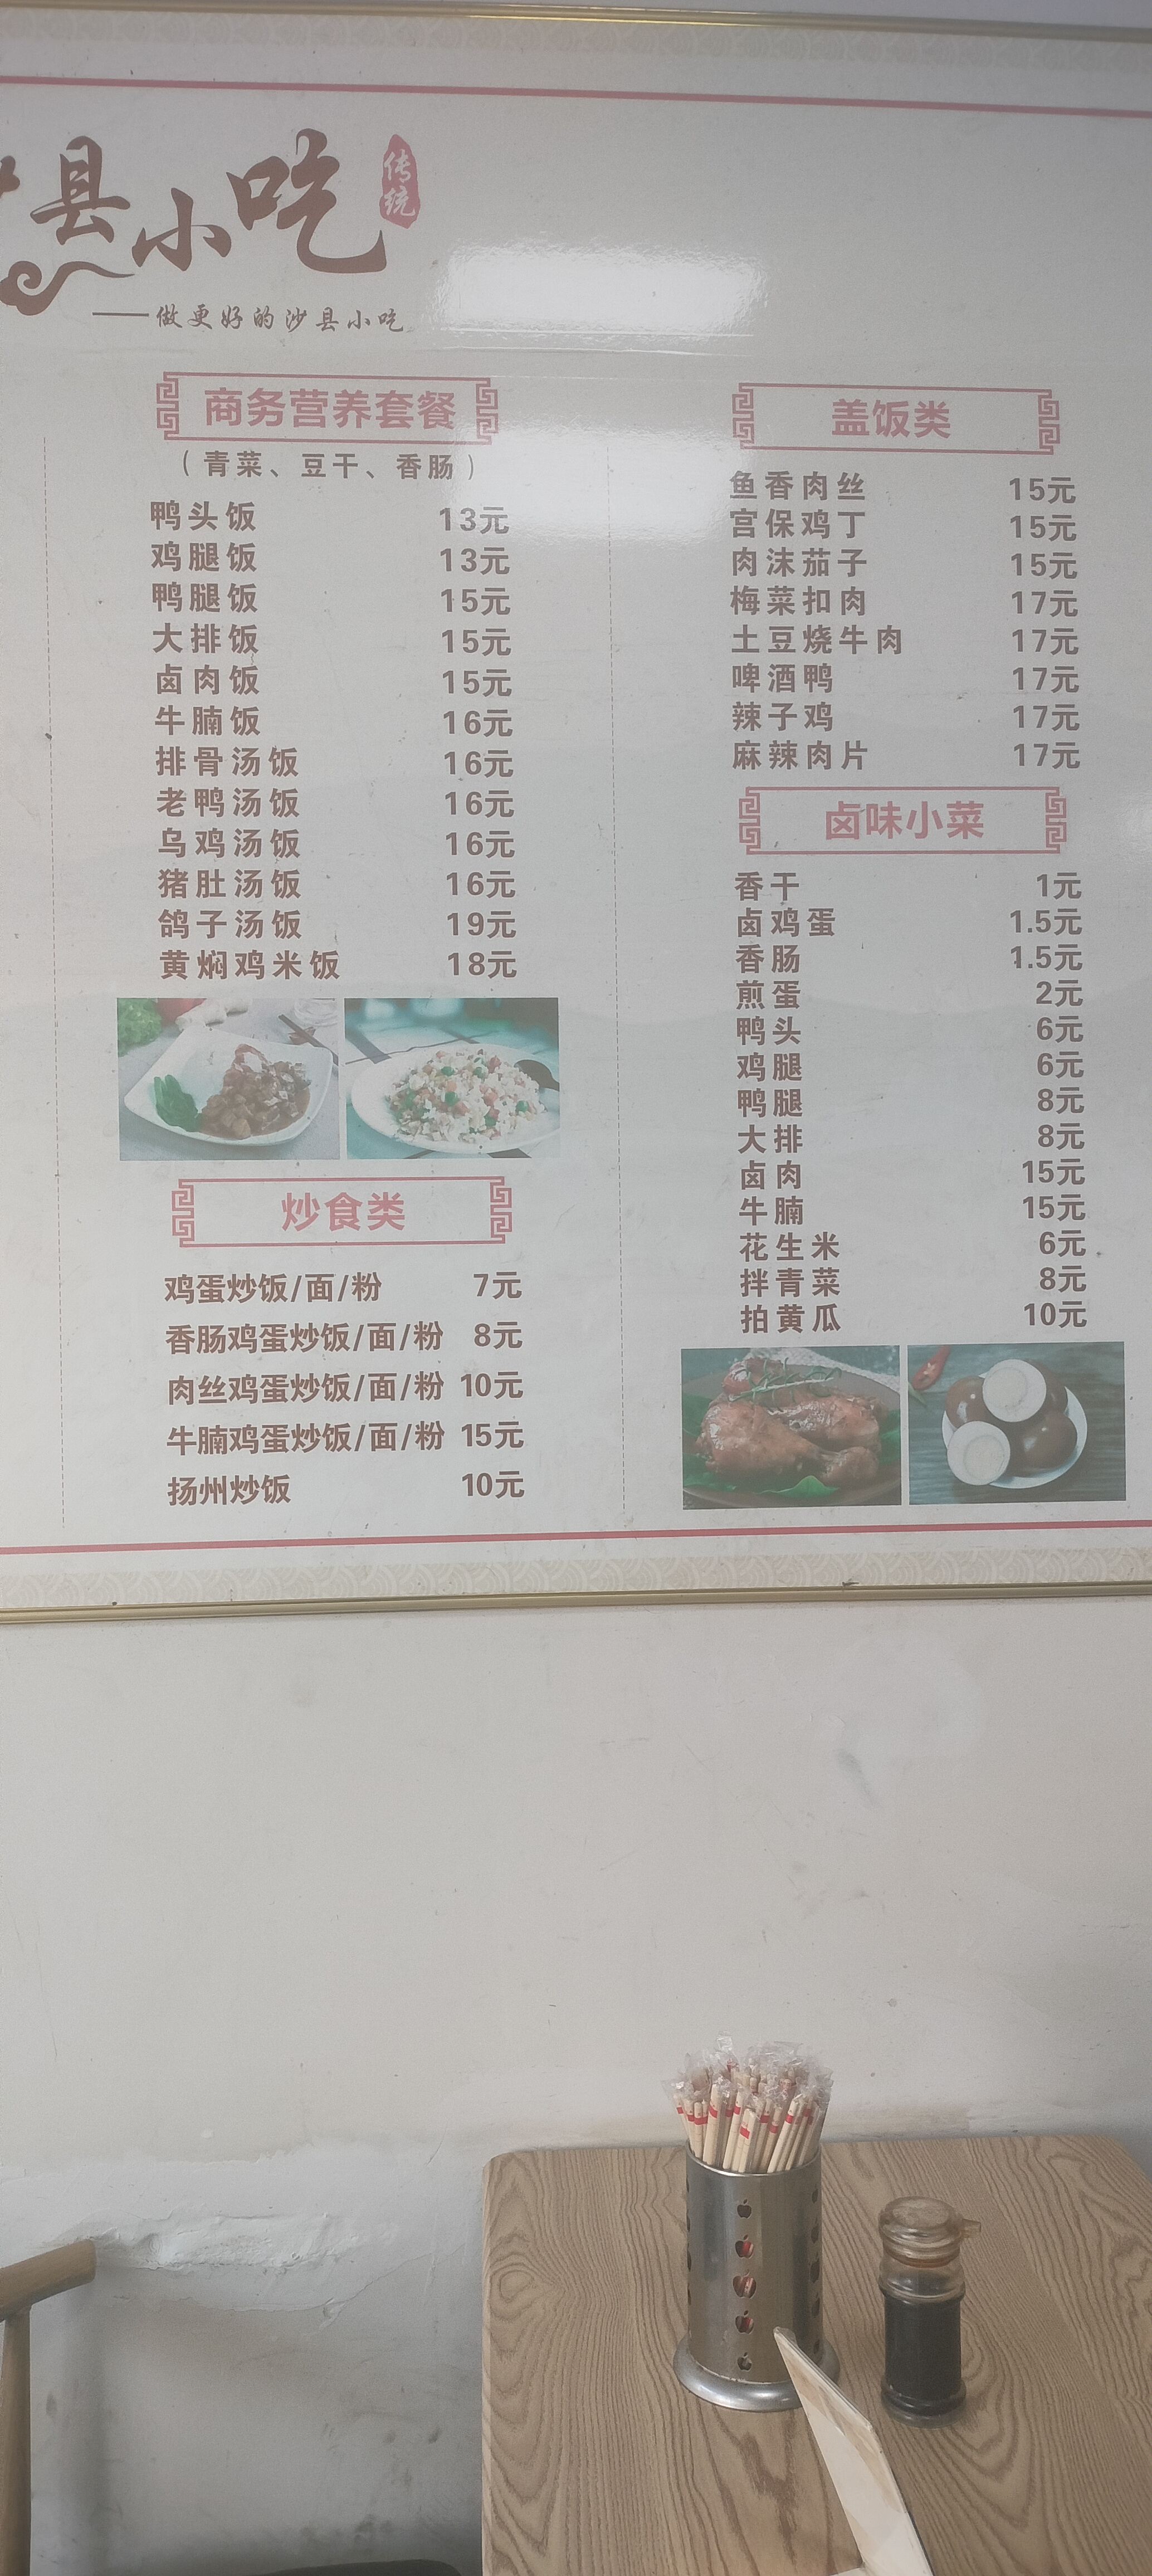 县小吃
传统
——做更好的沙县小吃
商务营养套餐
（青菜、豆干、香肠）
鸭头饭 13元
鸡腿饭 13元
鸭腿饭 15元
大排饭 15元
卤肉饭 15元
牛腩饭 16元
排骨汤饭 16元
老鸭汤饭 16元
乌鸡汤饭 16元
猪肚汤饭 16元
鸽子汤饭 19元
黄焖鸡米饭 18元
炒食类
鸡蛋炒饭/面/粉 7元
香肠鸡蛋炒饭/面/粉 8元
肉丝鸡蛋炒饭/面/粉 10元
牛腩鸡蛋炒饭/面/粉 15元
扬州炒饭 10元
盖饭类
鱼香肉丝 15元
宫保鸡丁 15元
肉沫茄子 15元
梅菜扣肉 17元
土豆烧牛肉 17元
啤酒鸭 17元
辣子鸡 17元
麻辣肉片 17元
卤味小菜
香干 1元
卤鸡蛋 1.5元
香肠 1.5元
煎蛋 2元
鸭头 6元
鸡腿 6元
鸭腿 8元
大排 8元
卤肉 15元
牛腩 15元
花生米 6元
拌青菜 8元
拍黄瓜 10元